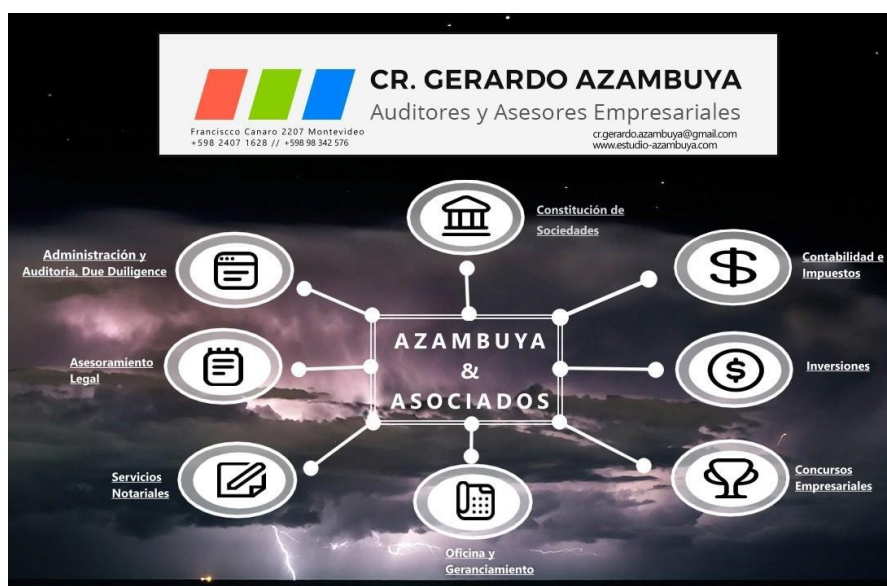 CR. GERARDO AZAMBUYA
Auditores y Asesores Empresariales
Franciscco Canaro 2207 Montevideo
+598 2407 1628 // +598 98 342 576
cr.gerardo.azambuya@gmail.com
www.estudio-azambuya.com
Constitución de
Sociedades
Administración y
Auditoria, Due Duiligence
Contabilidad e
Impuestos
AZAMBUYA
&
ASOCIADOS
Asesoramiento
Legal
Inversiones
Servicios
Notariales
Concursos
Empresariales
Oficina y
Geranciamiento